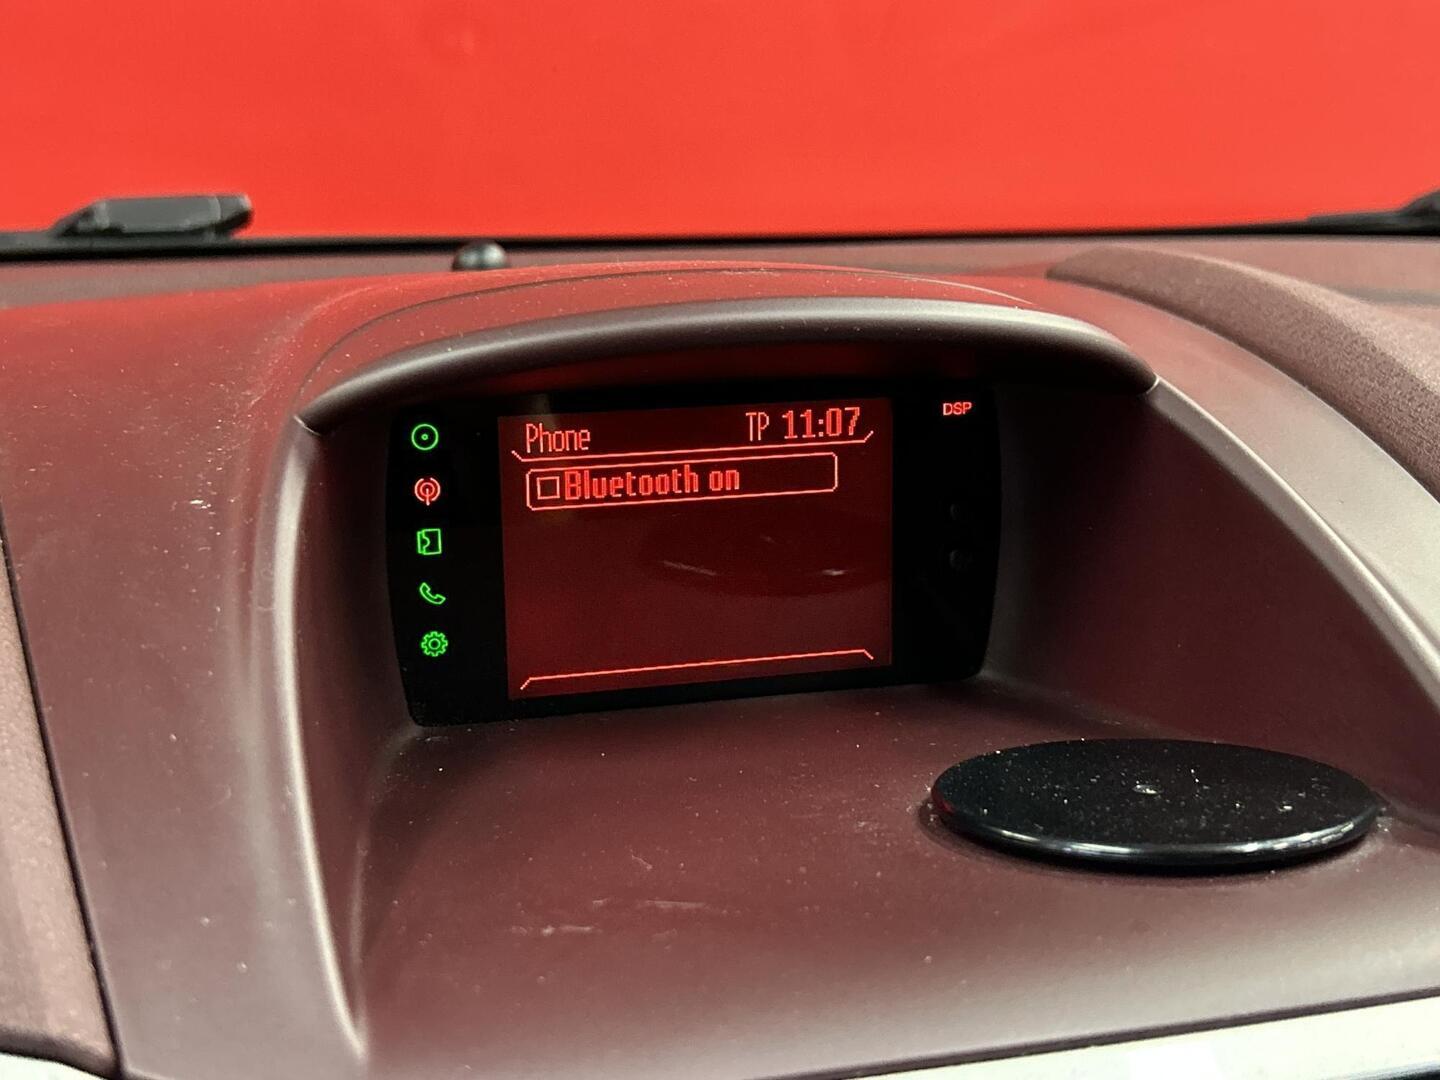 Phone TP 11:07
DSP
Bluetooth on